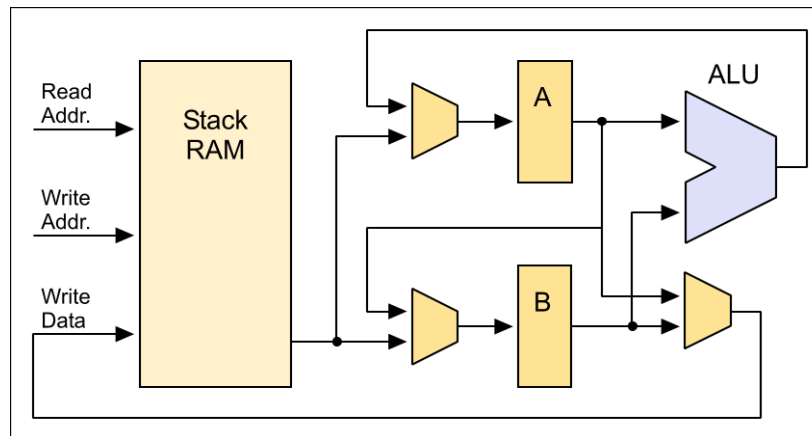 Read
Addr.
Write
Addr.
Write
Data
Stack
RAM
A
B
ALU